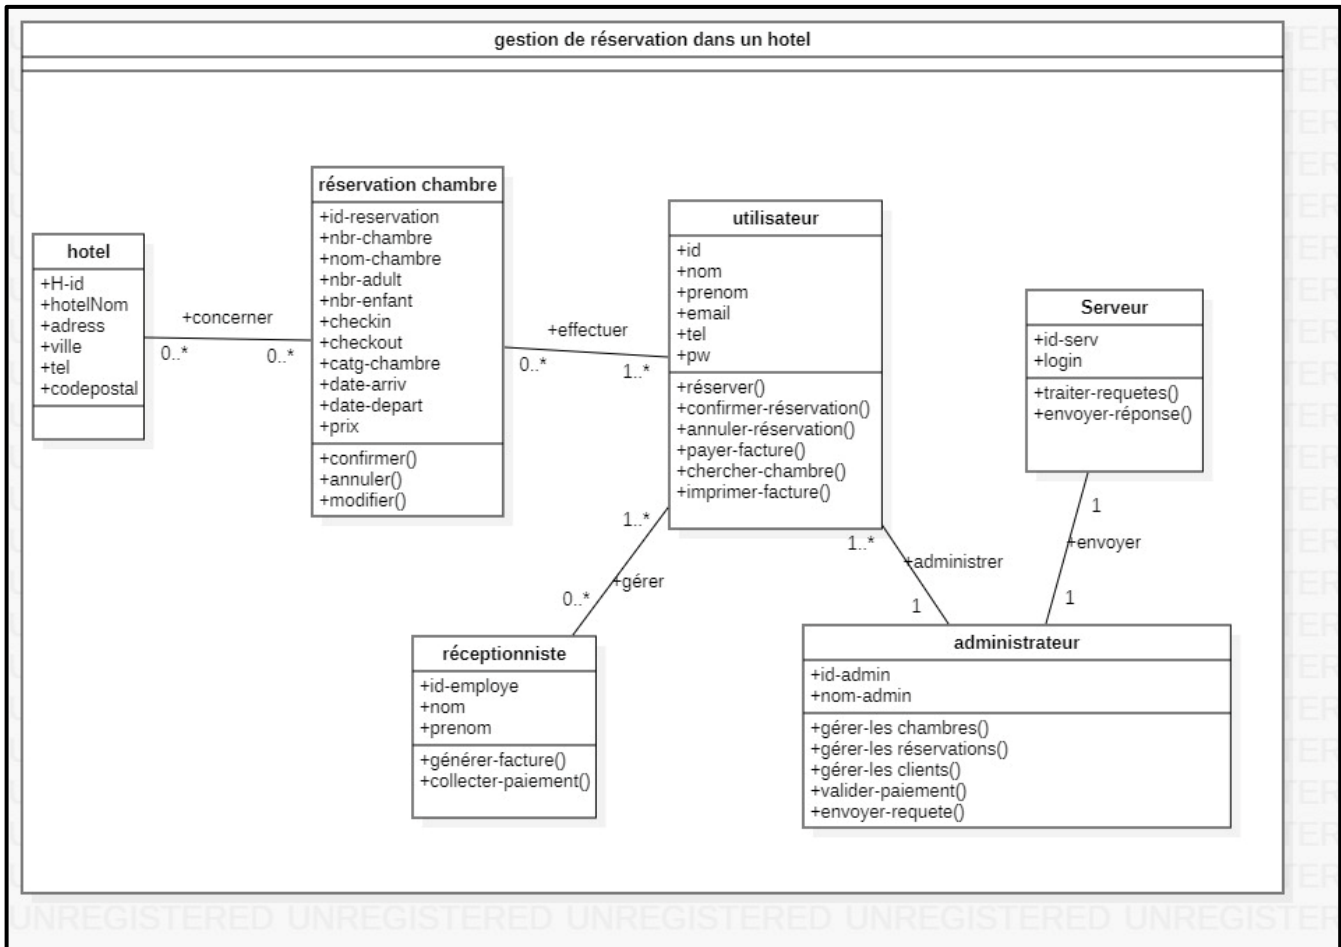 gestion de réservation dans un hotel
hotel
+H-id
+hotelNom
+adress
+ville
+tel
+codepostal
+concerner
0..*
0..*
réservation chambre
+id-reservation
+nbr-chambre
+nom-chambre
+nbr-adult
+nbr-enfant
+checkin
+checkout
+catg-chambre
+date-arriv
+date-depart
+prix
+confirmer()
+annuler()
+modifier()
+effectuer
0..*
1..*
utilisateur
+id
+nom
+prenom
+email
+tel
+pw
+réserver()
+confirmer-réservation()
+annuler-réservation()
+payer-facture()
+chercher-chambre()
+imprimer-facture()
Serveur
+id-serv
+login
+traiter-requetes()
+envoyer-réponse()
1..*
+gérer
0..*
1..*
+administrer
1
1
+envoyer
1
réceptionniste
+id-employe
+nom
+prenom
+générer-facture()
+collecter-paiement()
administrateur
+id-admin
+nom-admin
+gérer-les chambres()
+gérer-les réservations()
+gérer-les clients()
+valider-paiement()
+envoyer-requete()
UNREGISTERED UNREGISTERED UNREGISTERED UNREGISTERED UNREGISTER